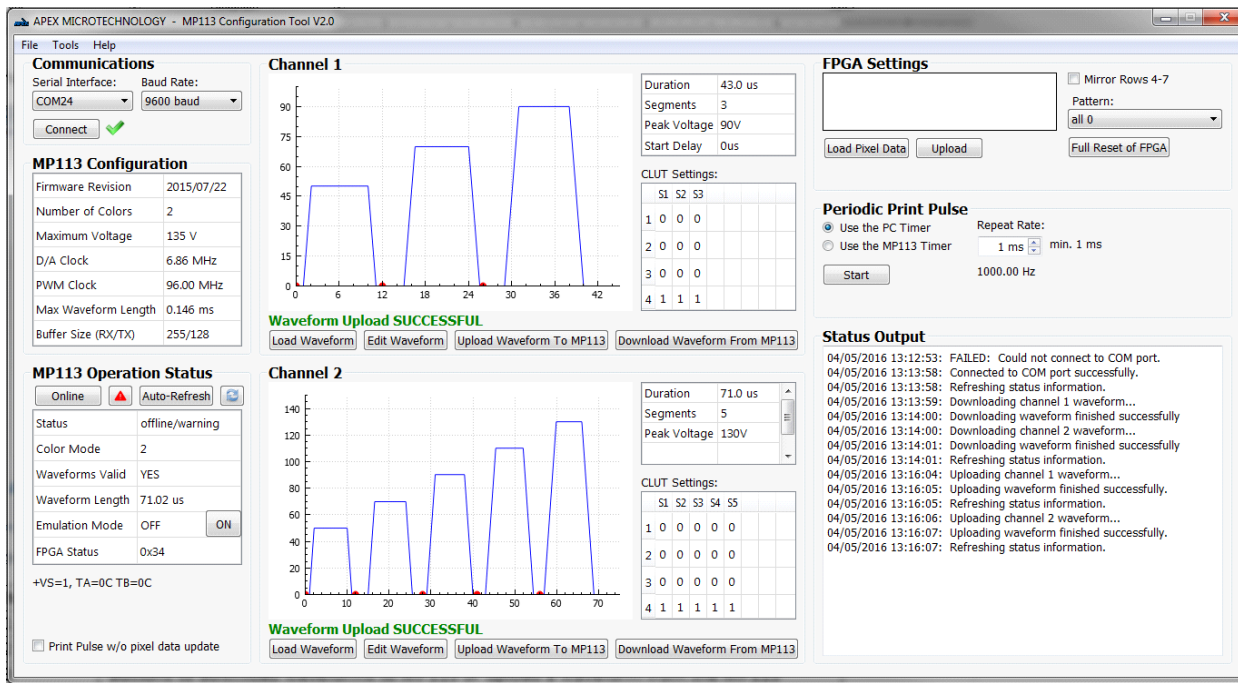 APEX MICROTECHNOLOGY - MP113 Configuration Tool V2.0
File Tools Help
Communications
Serial Interface: Baud Rate:
COM24 9600 baud
Connect
MP113 Configuration
Firmware Revision 2015/07/22
Number of Colors 2
Maximum Voltage 135 V
D/A Clock 6.86 MHz
PWM Clock 96.00 MHz
Max Waveform Length 0.146 ms
Buffer Size (RX/TX) 255/128
MP113 Operation Status
Online Auto-Refresh
Status offline/warning
Color Mode 2
Waveforms Valid YES
Waveform Length 71.02 us
Emulation Mode OFF ON
FPGA Status 0x34
+VS=1, TA=0C TB=0C
Print Pulse w/o pixel data update
Channel 1
90
75
60
45
30
15
0
0 6 12 18 24 30 36 42
Duration 43.0 us
Segments 3
Peak Voltage 90V
Start Delay 0us
CLUT Settings:
S1 S2 S3
1 0 0 0
2 0 0 0
3 0 0 0
4 1 1 1
Waveform Upload SUCCESSFUL
Load Waveform Edit Waveform Upload Waveform To MP113 Download Waveform From MP113
Channel 2
140
120
100
80
60
40
20
0
0 10 20 30 40 50 60 70
Duration 71.0 us
Segments 5
Peak Voltage 130V
CLUT Settings:
S1 S2 S3 S4 S5
1 0 0 0 0 0
2 0 0 0 0 0
3 0 0 0 0 0
4 1 1 1 1 1
Waveform Upload SUCCESSFUL
Load Waveform Edit Waveform Upload Waveform To MP113 Download Waveform From MP113
FPGA Settings
Mirror Rows 4-7
Pattern:
all 0
Load Pixel Data Upload Full Reset of FPGA
Periodic Print Pulse
Use the PC Timer Repeat Rate:
Use the MP113 Timer 1 ms min. 1 ms
Start 1000.00 Hz
Status Output
04/05/2016 13:12:53: FAILED: Could not connect to COM port.
04/05/2016 13:13:58: Connected to COM port successfully.
04/05/2016 13:13:58: Refreshing status information.
04/05/2016 13:13:59: Downloading channel 1 waveform...
04/05/2016 13:14:00: Downloading waveform finished successfully
04/05/2016 13:14:00: Downloading channel 2 waveform...
04/05/2016 13:14:01: Downloading waveform finished successfully
04/05/2016 13:14:01: Refreshing status information.
04/05/2016 13:16:04: Uploading channel 1 waveform...
04/05/2016 13:16:05: Uploading waveform finished successfully.
04/05/2016 13:16:05: Refreshing status information.
04/05/2016 13:16:06: Uploading channel 2 waveform...
04/05/2016 13:16:07: Uploading waveform finished successfully.
04/05/2016 13:16:07: Refreshing status information.